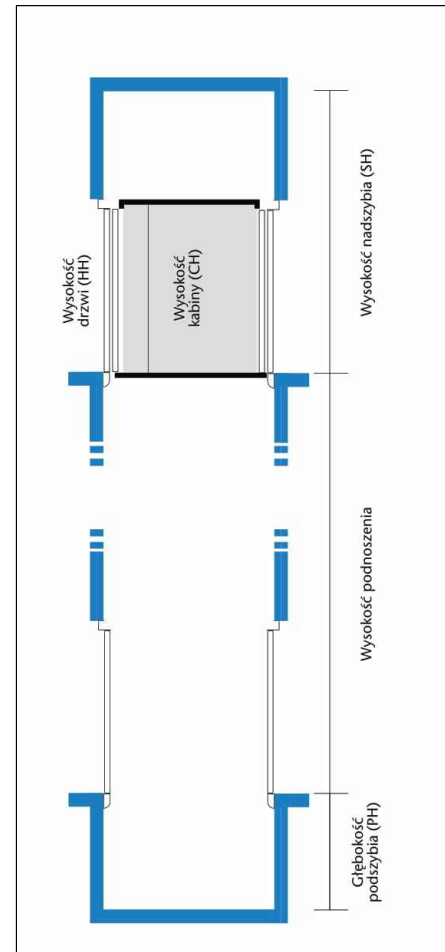 Wysokość
drzwi (HH)
Wysokość
kabiny (CH)
Wysokość nadszybia (SH)
Wysokość podnoszenia
Głębokość
podszybia (PH)